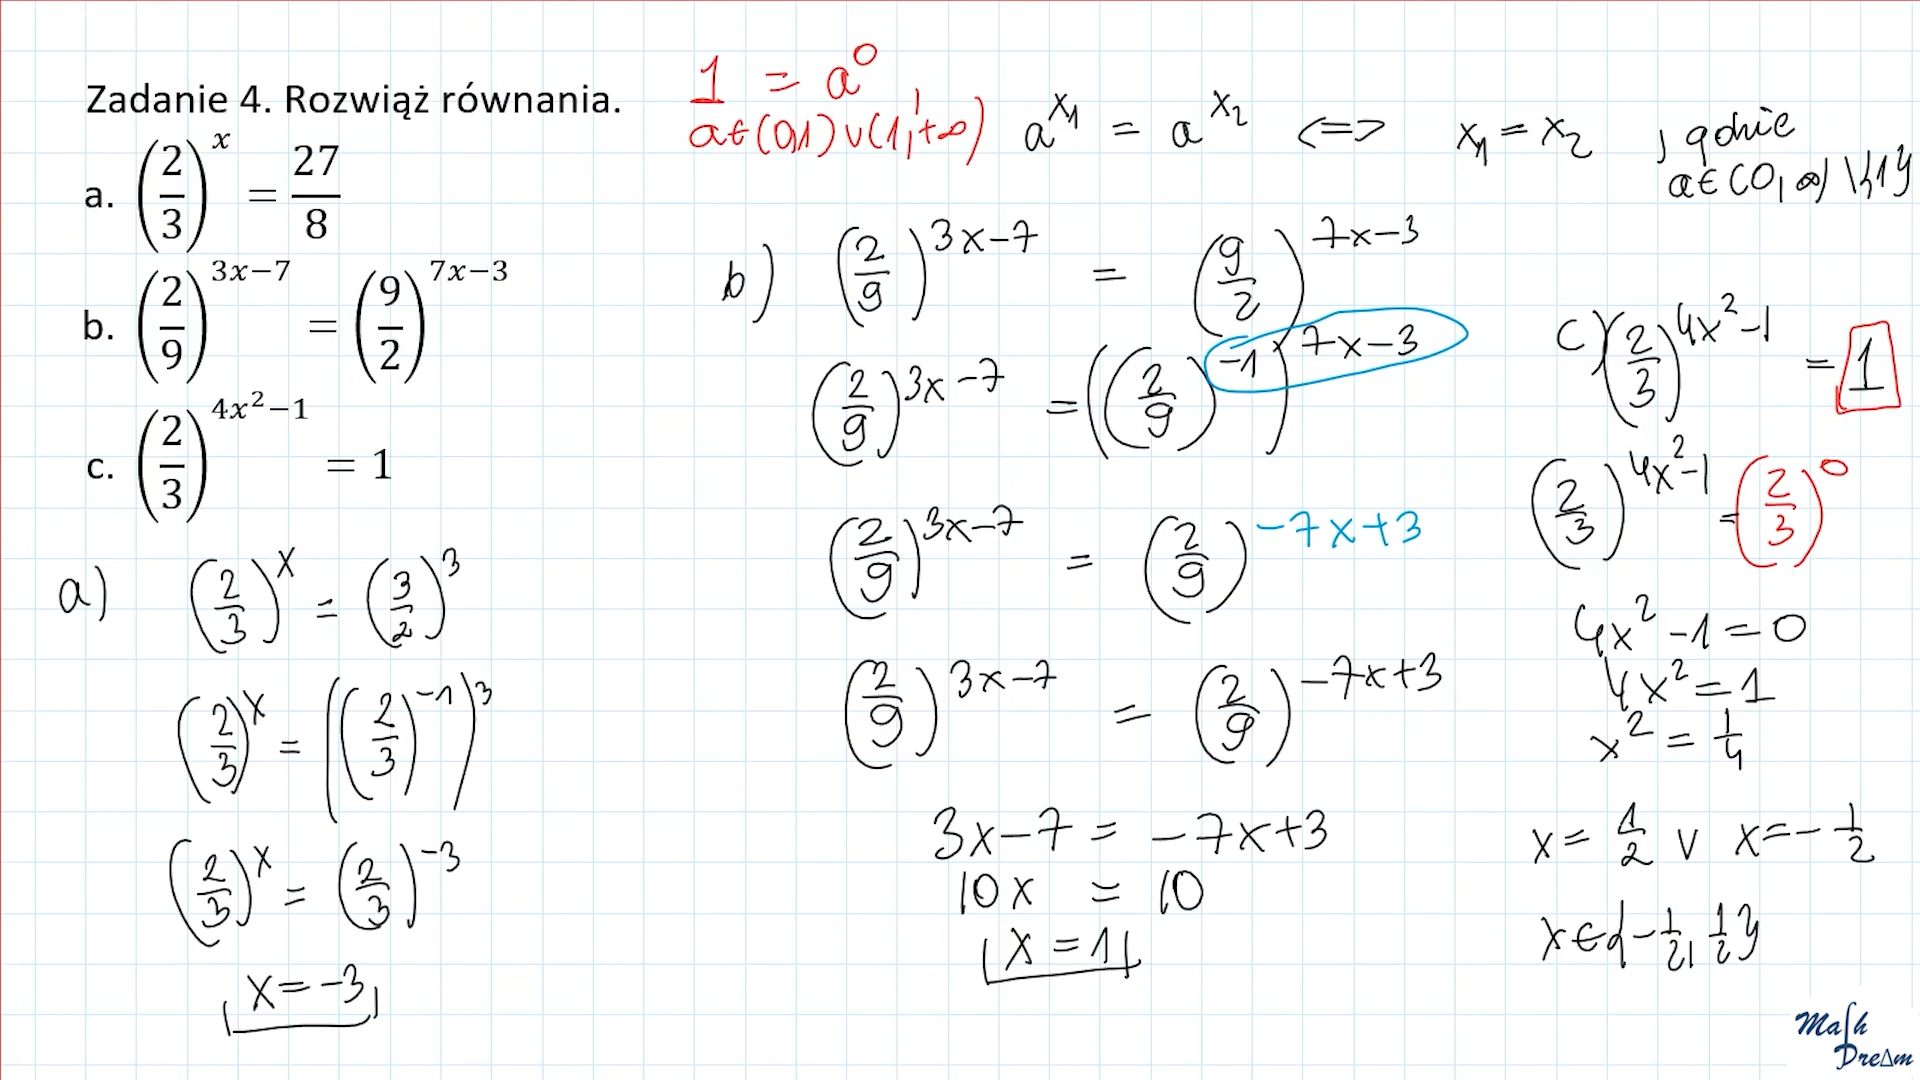 Zadanie 4. Rozwiąż równania.
a. (2/3)^x = 27/8
b. (2/9)^(3x−7) = (9/2)^(7x−3)
c. (2/3)^(4x²−1) = 1
a) (2/3)^x = (3/2)^3
(2/3)^x = ((2/3)^−1)^3
(2/3)^x = (2/3)^−3
x = −3
1 = a^0
a∈(0,1)∪(1,+∞)
a^x₁ = a^x₂ <=> x₁ = x₂ , gdzie
a∈(0,∞)\{1}
b) (2/9)^(3x−7) = (9/2)^(7x−3)
(2/9)^(3x−7) = ((2/9)^−1)^(7x−3)
(2/9)^(3x−7) = (2/9)^(−7x+3)
(2/9)^(3x−7) = (2/9)^(−7x+3)
3x−7 = −7x+3
10x = 10
x = 1
c) (2/3)^(4x²−1) = 1
(2/3)^(4x²−1) = (2/3)^0
4x²−1 = 0
4x² = 1
x² = 1/4
x = 1/2 ∨ x = −1/2
x∈{−1/2, 1/2}
Math
Dre∆m